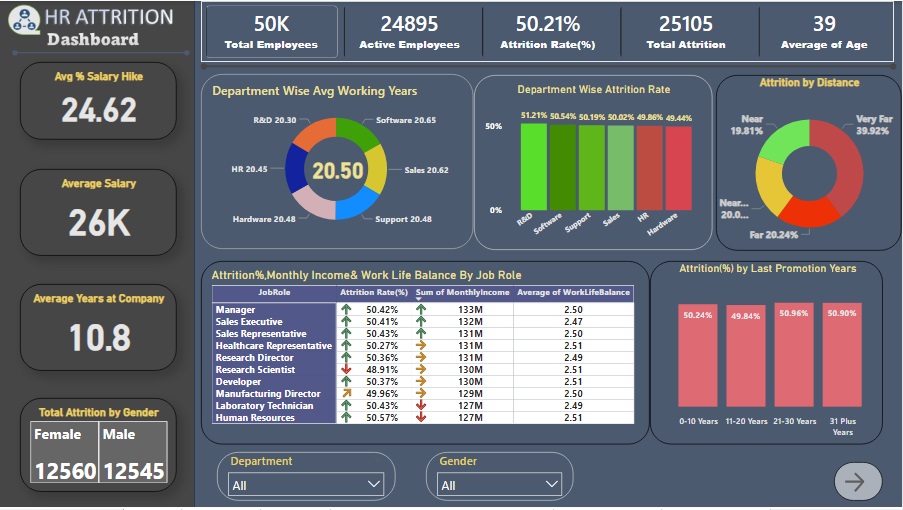 HR ATTRITION
Dashboard
50K
Total Employees
24895
Active Employees
50.21%
Attrition Rate(%)
25105
Total Attrition
39
Average of Age
Avg % Salary Hike
24.62
Average Salary
26K
Average Years at Company
10.8
Total Attrition by Gender
Female Male
12560 12545
Department Wise Avg Working Years
R&D 20.30
Software 20.65
HR 20.45
20.50
Sales 20.62
Hardware 20.48
Support 20.48
Department Wise Attrition Rate
51.21% 50.54% 50.19% 50.02% 49.86% 49.44%
50%
0%
R&D Software Support Sales HR Hardware
Attrition by Distance
Near
19.81%
Very Far
39.92%
Near...
20.0...
Far 20.24%
Attrition%,Monthly Income& Work Life Balance By Job Role
JobRole Attrition Rate(%) Sum of MonthlyIncome Average of WorkLifeBalance
Manager 50.42% 133M 2.50
Sales Executive 50.41% 132M 2.47
Sales Representative 50.43% 131M 2.50
Healthcare Representative 50.27% 131M 2.51
Research Director 50.36% 131M 2.49
Research Scientist 48.91% 130M 2.51
Developer 50.37% 130M 2.51
Manufacturing Director 49.96% 129M 2.50
Laboratory Technician 50.43% 127M 2.49
Human Resources 50.57% 127M 2.51
Attrition(%) by Last Promotion Years
50.24% 49.84% 50.96% 50.90%
0-10 Years 11-20 Years 21-30 Years 31 Plus
Years
Department
All
Gender
All